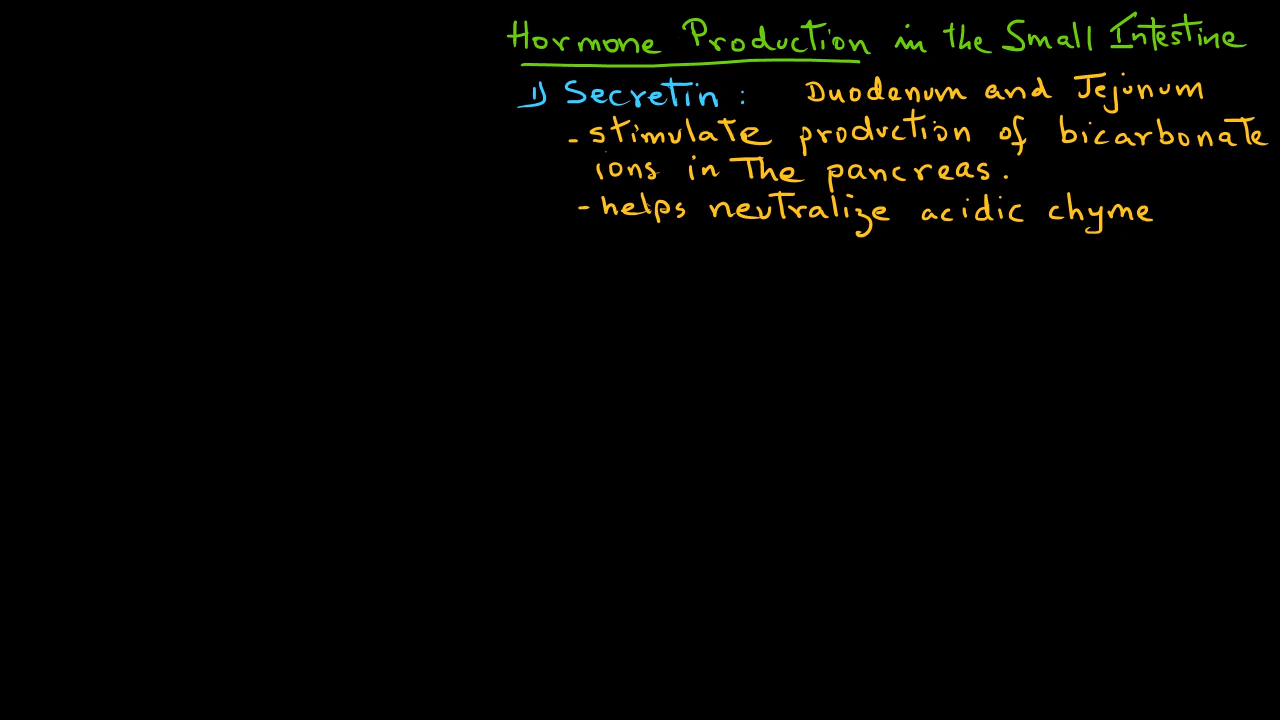 Hormone Production in the Small Intestine
1) Secretin : Duodenum and Jejunum
- stimulate production of bicarbonate
ions in The pancreas.
- helps neutralize acidic chyme